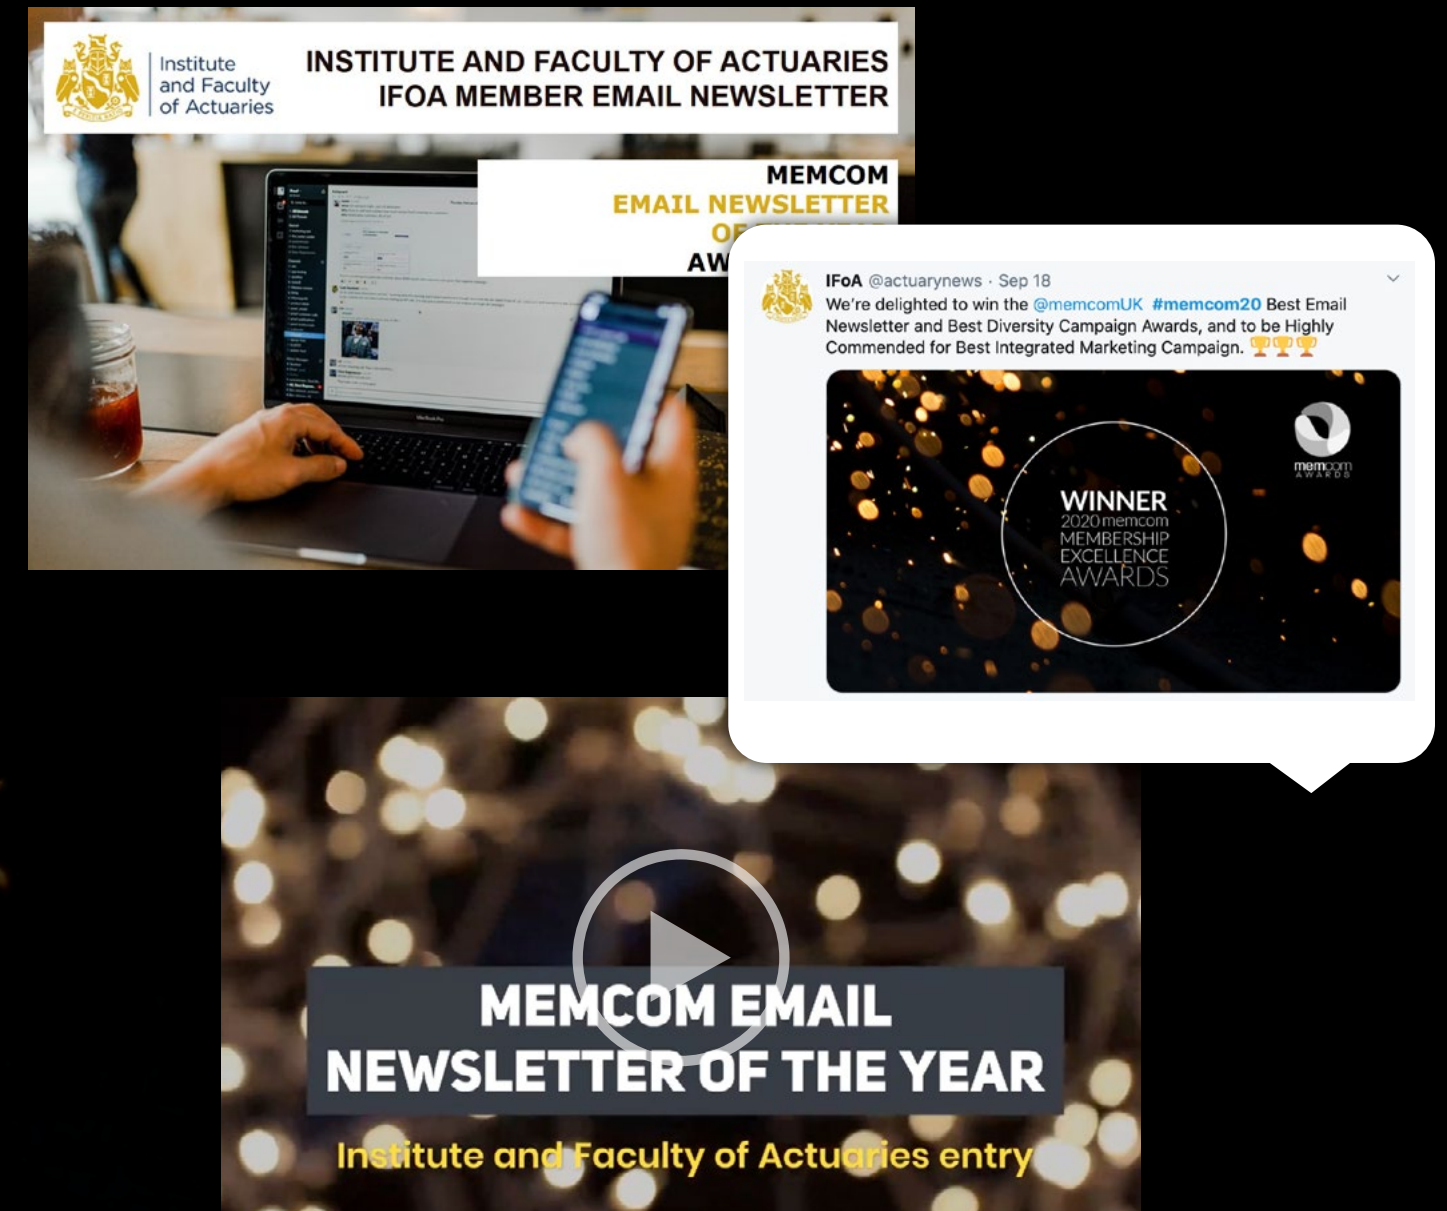 Institute
and Faculty
of Actuaries
INSTITUTE AND FACULTY OF ACTUARIES
IFOA MEMBER EMAIL NEWSLETTER
MEMCOM
EMAIL NEWSLETTER
IFoA @actuarynews · Sep 18
We're delighted to win the @memcomUK #memcom20 Best Email
Newsletter and Best Diversity Campaign Awards, and to be Highly
Commended for Best Integrated Marketing Campaign. 🏆🏆🏆
memcom
AWARDS
WINNER
2020 memcom
MEMBERSHIP
EXCELLENCE
AWARDS
MEMCOM EMAIL
NEWSLETTER OF THE YEAR
Institute and Faculty of Actuaries entry